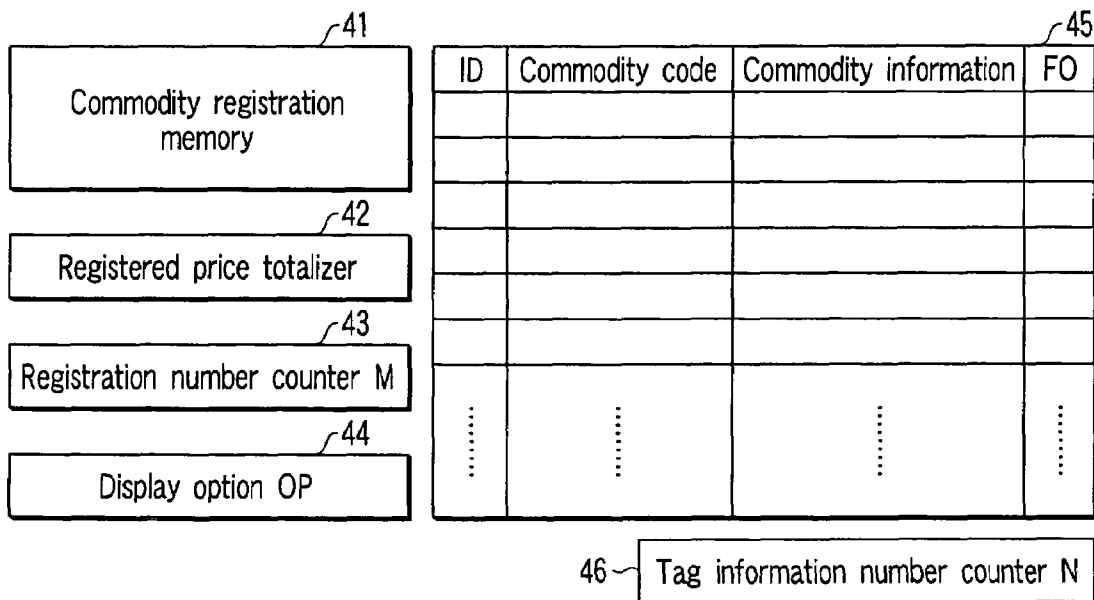 41
Commodity registration
memory
42
Registered price totalizer
43
Registration number counter M
44
Display option OP
45
ID Commodity code Commodity information FO
46 Tag information number counter N